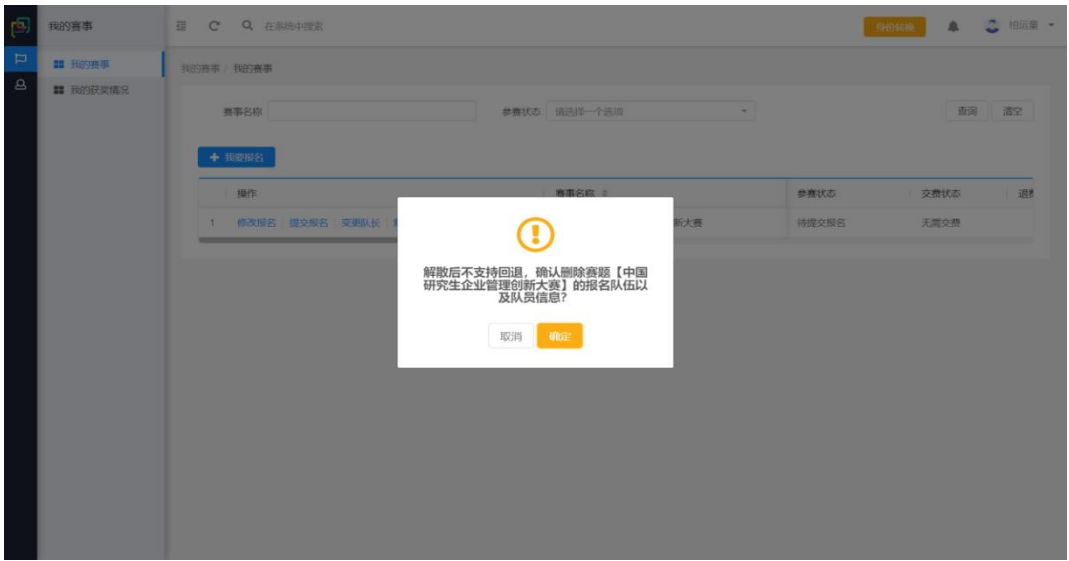 我的赛事
在系统中搜索
身份转换
我的赛事
我的获奖情况
我的赛事 / 我的赛事
赛事名称
参赛状态 请选择一个选项
查询 清空
我要报名
操作 赛事名称 参赛状态 交费状态
1 修改报名 提交报名 变更队长 新大赛 待提交报名 无需交费
解散后不支持回退，确认删除赛题【中国
研究生企业管理创新大赛】的报名队伍以
及队员信息?
取消 确定